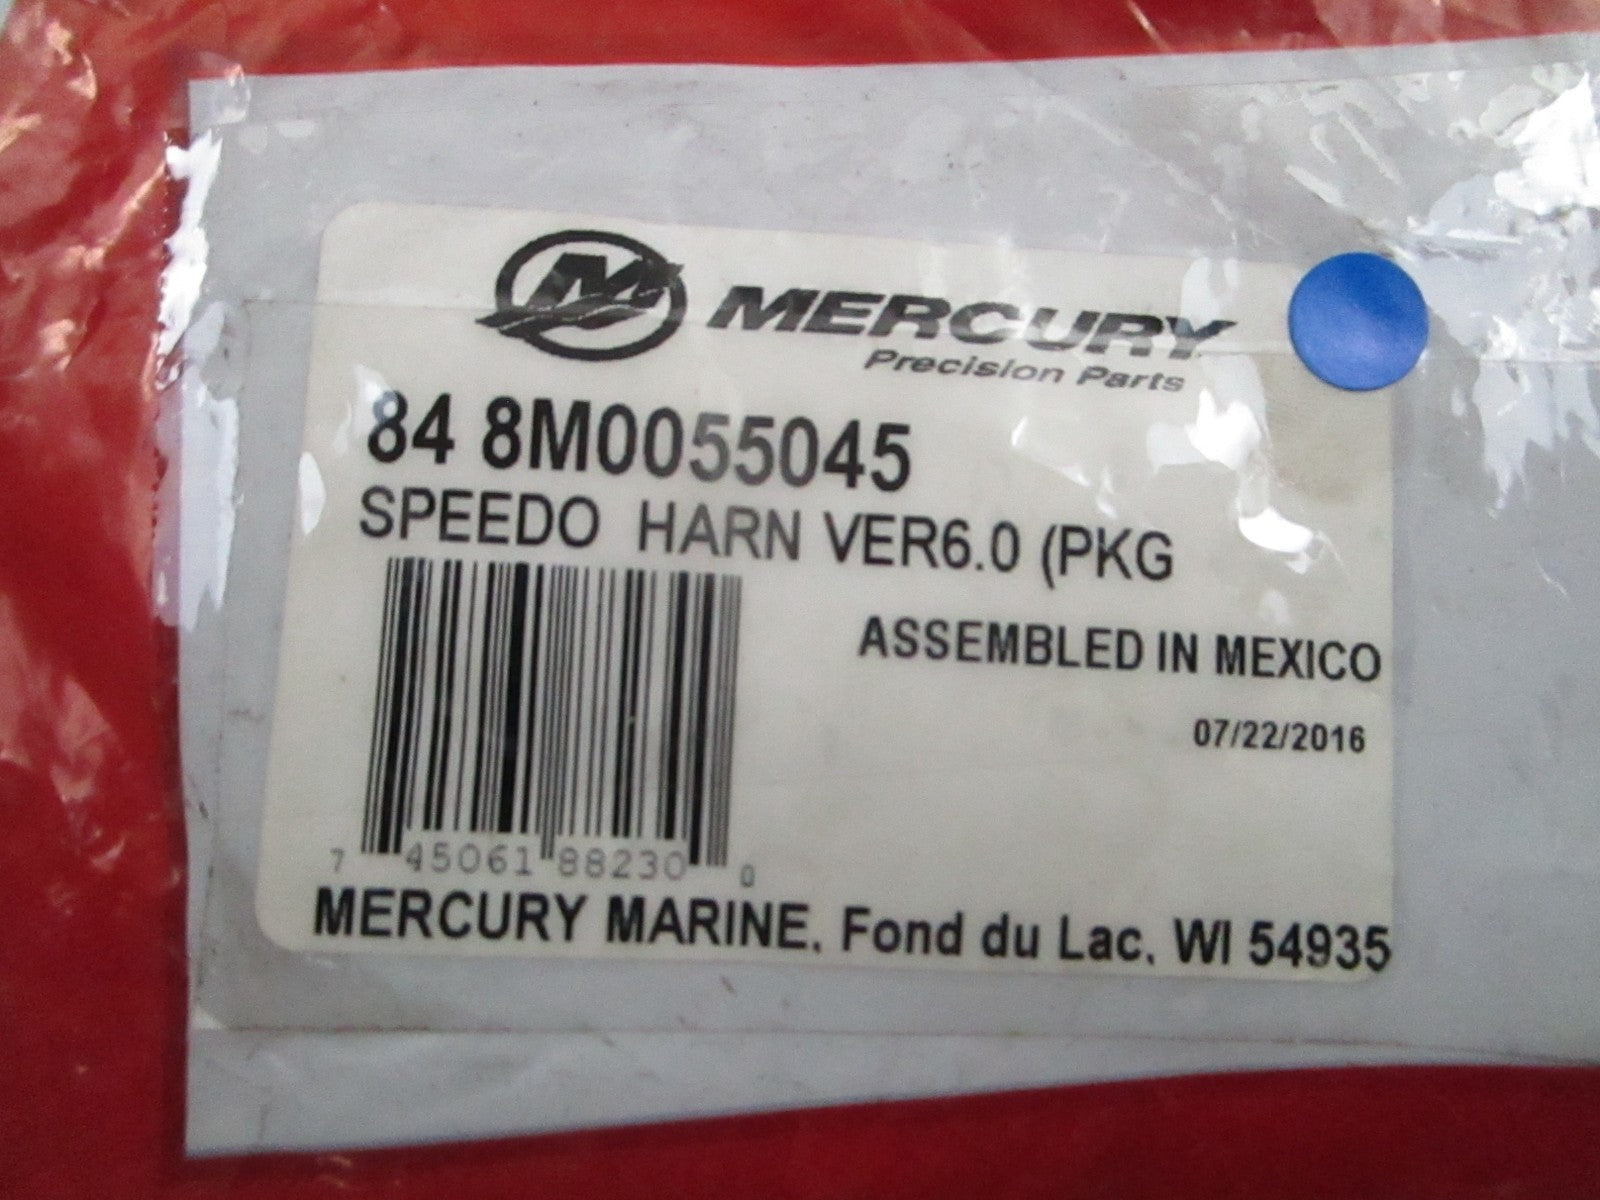 M MERCURY
Precision Parts
84 8M0055045
SPEEDO HARN VER6.0 (PKG
ASSEMBLED IN MEXICO
07/22/2016
7 45061 88230 0
MERCURY MARINE, Fond du Lac, WI 54935